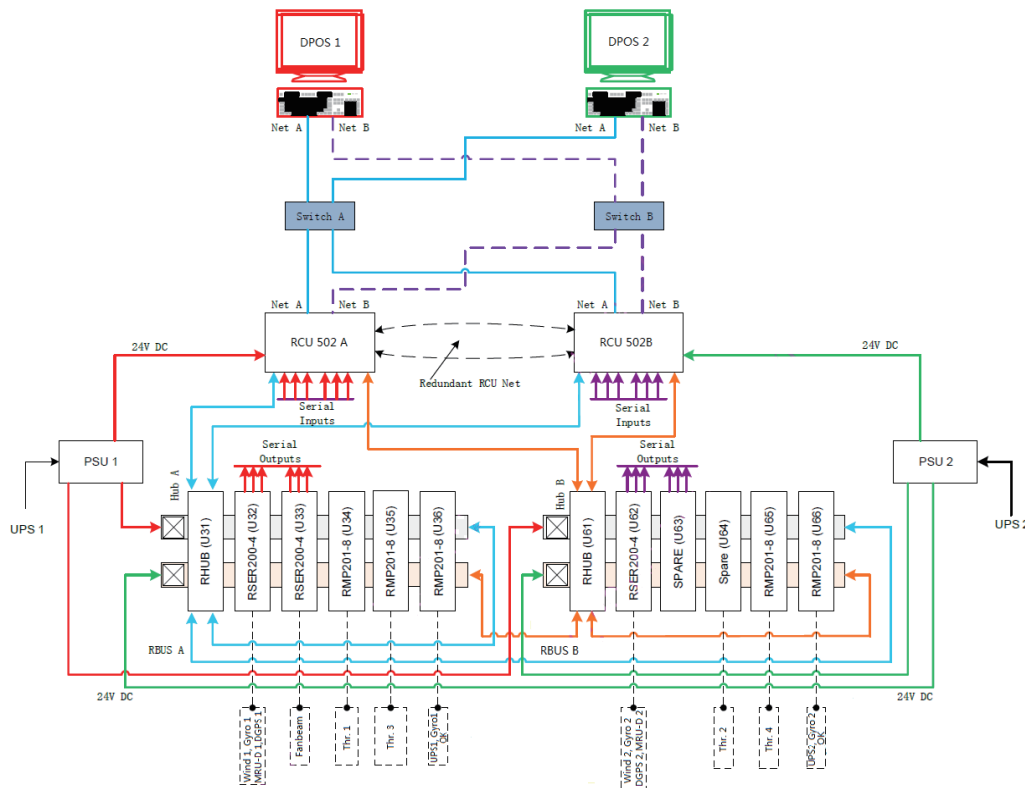 DPOS 1
DPOS 2
Net A
Net B
Net A
Net B
Switch A
Switch B
Net A
Net B
Net A
Net B
RCU 502 A
RCU 502B
24V DC
24V DC
Redundant RCU Net
Serial
Inputs
Serial
Inputs
PSU 1
PSU 2
Serial
Outputs
Serial
Outputs
Hub A
Hub B
UPS 1
UPS 2
RHUB (U31)
RSER200-4 (U32)
RSER200-4 (U33)
RMP201-8 (U34)
RMP201-8 (U35)
RMP201-8 (U36)
RHUB (U61)
RSER200-4 (U62)
SPARE (U63)
Spare (U64)
RMP201-8 (U65)
RMP201-8 (U66)
RBUS A
RBUS B
24V DC
24V DC
Wind 1, Gyro 1
MRU-D 1,DGPS 1
Fanbeam
Thr. 1
Thr. 3
UPS1, Gyro1
OK
Wind 2, Gyro 2
DGPS 2, MRU-D 2
Thr. 2
Thr. 4
UPS2, Gyro 2
OK